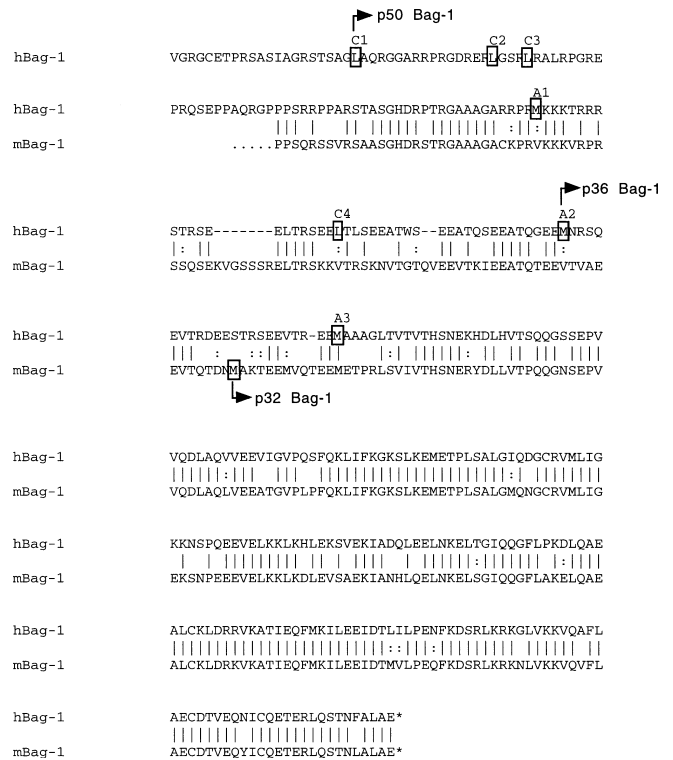 p50 Bag-1
C1 C2 C3
hBag-1 VGRGCETPRSASIAGRSTSAGLAQRGGARRPRGDRERLGSRLRALRPGRE
A1
hBag-1 PRQSEPPAQRGPPPSRRPPARSTASGHDRPTRGAAAGARRPRMKKKTRRR
||| || | || |||||| ||||||||| :||:||| | |
mBag-1 .....PPSQRSSVRSAASGHDRSTRGAAAGACKPRVKKKVRPR
p36 Bag-1
C4 A2
hBag-1 STRSE-------ELTRSEELTLSEEATWS--EEATQSEEATQGEEMNRSQ
|: || ||||| : || : || | ||||| || :
mBag-1 SSQSEKVGSSSRELTRSKKVTRSKNVTGTQVEEVTKIEEATQTEEVTVAE
A3
hBag-1 EVTRDEESTRSEEVTR-EEMAAAGLTVTVTHSNEKHDLHVTSQQGSSEPV
||| : ::||: ||| |:||||||| :|| || ||| ||||
mBag-1 EVTQTDNMAKTEEMVQTEEMETPRLSVIVTHSNERYDLLVTPQQGNSEPV
p32 Bag-1
hBag-1 VQDLAQVVEEVIGVPQSFQKLIFKGKSLKEMETPLSALGIQDGCRVMLIG
||||||:||| ||| |||||||||||||||||||||:| ||||||||
mBag-1 VQDLAQLVEEATGVPLPFQKLIFKGKSLKEMETPLSALGMQNGCRVMLIG
hBag-1 KKNSPQEEVELKKLKHLEKSVEKIADQLEELNKELTGIQQGFLPKDLQAE
| | |||||||| || | |||| | ||||||:||||||| |:||||
mBag-1 EKSNPEEEVELKKLKDLEVSAEKIANHLQELNKELSGIQQGFLAKELQAE
hBag-1 ALCKLDRRVKATIEQFMKILEEIDTLILPENFKDSRLKRKGLVKKVQAFL
||||||| |||||||||||||||||::|||:||||||||| |||||| ||
mBag-1 ALCKLDRKVKATIEQFMKILEEIDTMVLPEQFKDSRLKRKNLVKKVQVFL
hBag-1 AECDTVEQNICQETERLQSTNFALAE*
|||||||| |||||||||||| ||||
mBag-1 AECDTVEQYICQETERLQSTNLALAE*